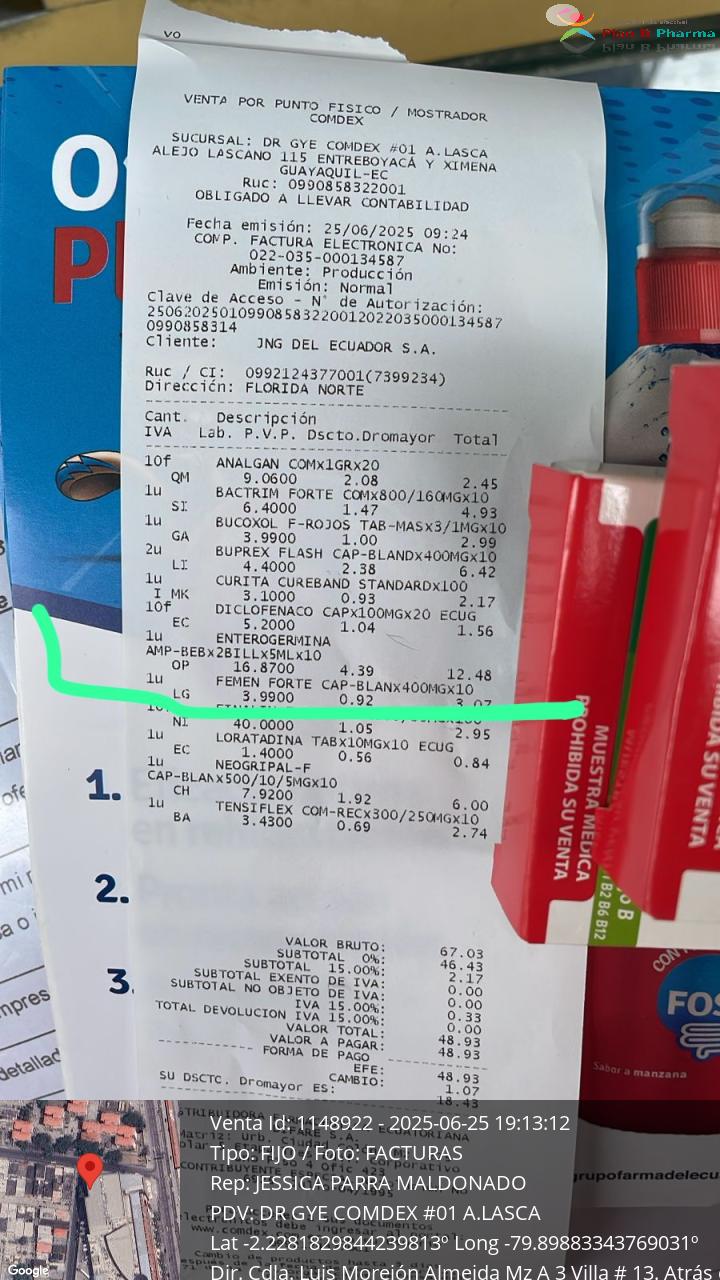 Plan B Pharma
VO
VENTA POR PUNTO FISICO / MOSTRADOR
COMDEX
SUCURSAL: DR GYE COMDEX #01 A.LASCA
ALEJO LASCANO 115 ENTREBOYACÁ Y XIMENA
GUAYAQUIL-EC
Ruc: 0990858322001
OBLIGADO A LLEVAR CONTABILIDAD
Fecha emisión: 25/06/2025 09:24
COMP. FACTURA ELECTRONICA No:
022-035-000134587
Ambiente: Producción
Emisión: Normal
Clave de Acceso - N° de Autorización:
250620250109908583220012022035000134587
0990858314
Cliente: JNG DEL ECUADOR S.A.
Ruc / CI: 0992124377001(7399234)
Dirección: FLORIDA NORTE
Cant. Descripción
IVA Lab. P.V.P. Dscto.Dromayor Total
10f ANALGAN COMx1GRx20
QM 9.0600 2.08 2.45
1u BACTRIM FORTE COMx800/160MGx10
SI 6.4000 1.47 4.93
1u BUCOXOL F-ROJOS TAB-MASx3/1MGx10
GA 3.9900 1.00 2.99
2u BUPREX FLASH CAP-BLANDx400MGx10
LI 4.4000 2.38 6.42
1u CURITA CUREBAND STANDARDx100
I MK 3.1000 0.93 2.17
10f DICLOFENACO CAPx100MGx20 ECUG
EC 5.2000 1.04 1.56
1u ENTEROGERMINA
AMP-BEBx2BILLx5MLx10
OP 16.8700 4.39 12.48
1u FEMEN FORTE CAP-BLANx400MGx10
LG 3.9900 0.92 3.07
NI 40.0000 1.05 2.95
1u LORATADINA TABx10MGx10 ECUG
EC 1.4000 0.56 0.84
1u NEOGRIPAL-F
CAP-BLANx500/10/5MGx10
CH 7.9200 1.92 6.00
1u TENSIFLEX COM-RECx300/250MGx10
BA 3.4300 0.69 2.74
VALOR BRUTO: 67.03
SUBTOTAL 0%: 46.43
SUBTOTAL 15.00%: 2.17
SUBTOTAL EXENTO DE IVA: 0.00
SUBTOTAL NO OBJETO DE IVA: 0.00
IVA 15.00%: 0.33
TOTAL DEVOLUCION IVA 15.00%: 0.00
VALOR TOTAL: 48.93
VALOR A PAGAR: 48.93
FORMA DE PAGO
EFE: 48.93
CAMBIO: 1.07
SU DSCTO. Dromayor ES: 18.43
1.
2.
3.
MUESTRA MÉDICA
PROHIBIDA SU VENTA
B2 B6 B12
FOS
Sabor a manzana
grupofarmadelecu
Venta Id.:1148922 - 2025-06-25 19:13:12
Tipo: FIJO / Foto: FACTURAS
Rep: JESSICA PARRA MALDONADO
PDV: DR GYE COMDEX #01 A.LASCA
Lat -2.2281829844239813º Long -79.89883343769031º
Dir. Cdla. Luis Morejón Almeida Mz A 3 Villa # 13, Atrás
Google